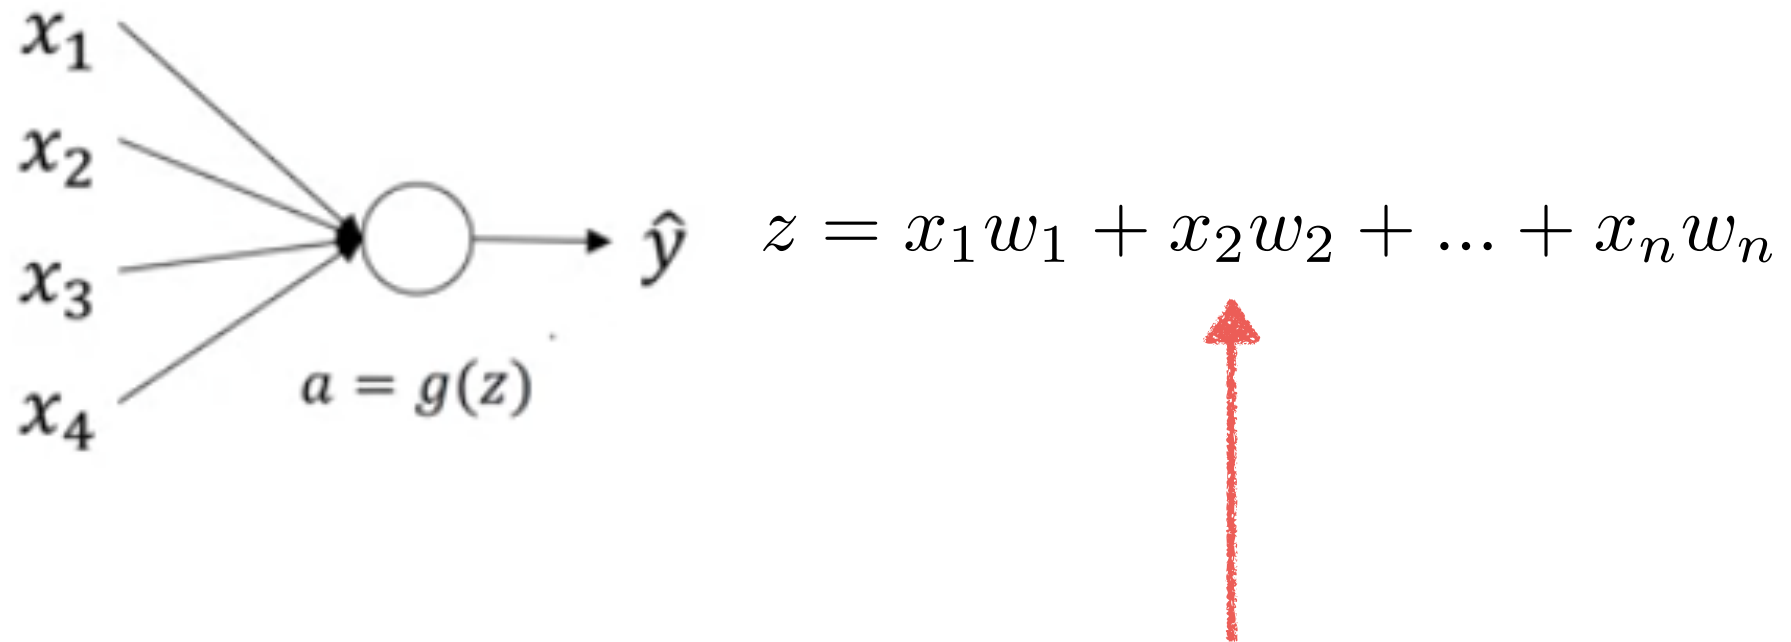 x₁
x₂
x₃
x₄
ŷ
a = g(z)
z = x₁w₁ + x₂w₂ + ... + xₙwₙ